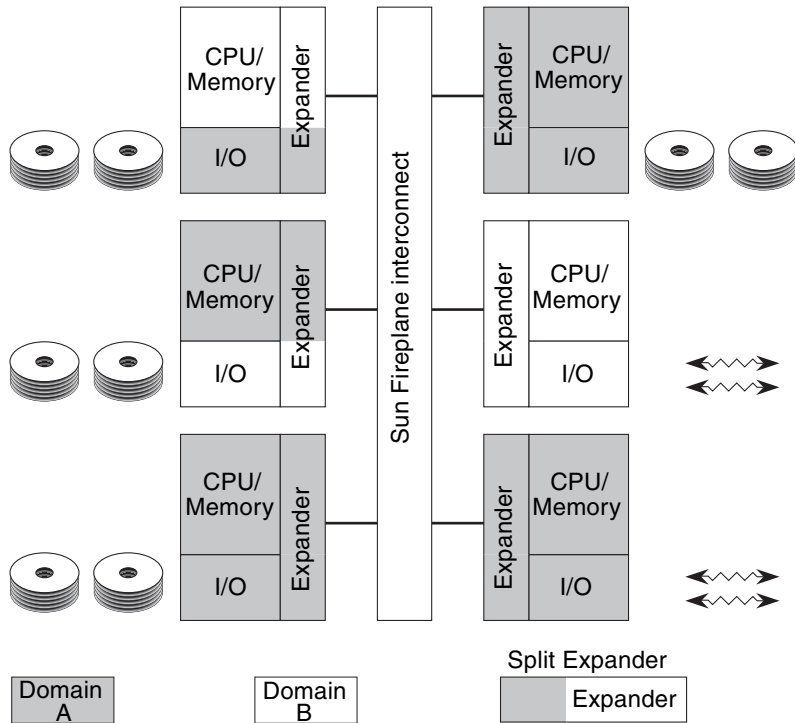 CPU/
Memory
Expander
I/O
Sun Fireplane interconnect
Expander
CPU/
Memory
I/O
CPU/
Memory
Expander
I/O
Expander
CPU/
Memory
I/O
CPU/
Memory
Expander
I/O
Expander
CPU/
Memory
I/O
Domain
A
Domain
B
Split Expander
Expander